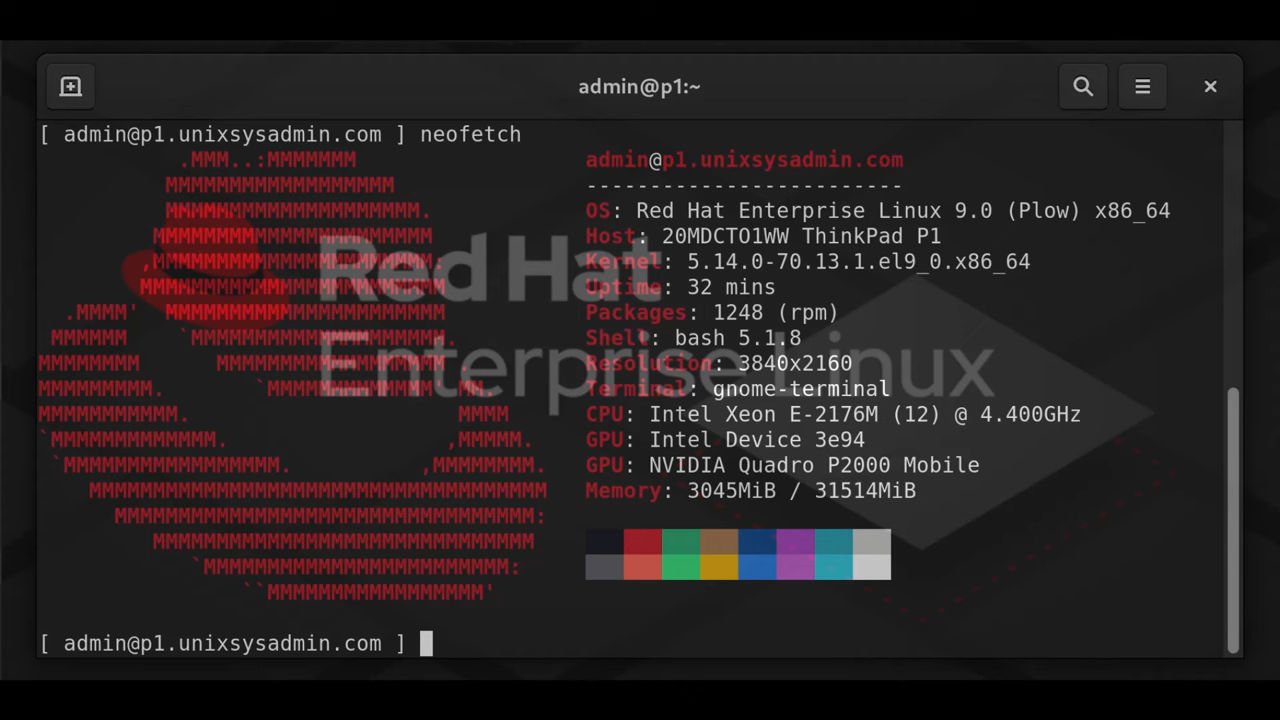 admin@p1:~
[ admin@p1.unixsysadmin.com ] neofetch
admin@p1.unixsysadmin.com
-------------------------
OS: Red Hat Enterprise Linux 9.0 (Plow) x86_64
Host: 20MDCTO1WW ThinkPad P1
Kernel: 5.14.0-70.13.1.el9_0.x86_64
Uptime: 32 mins
Packages: 1248 (rpm)
Shell: bash 5.1.8
Resolution: 3840x2160
Terminal: gnome-terminal
CPU: Intel Xeon E-2176M (12) @ 4.400GHz
GPU: Intel Device 3e94
GPU: NVIDIA Quadro P2000 Mobile
Memory: 3045MiB / 31514MiB
Red Hat
Enterprise Linux
[ admin@p1.unixsysadmin.com ]